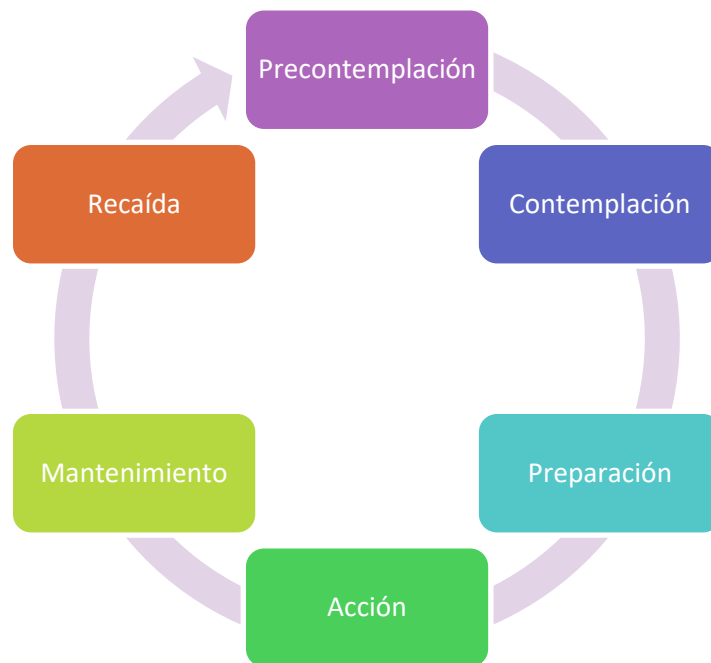 Precontemplación
Contemplación
Preparación
Acción
Mantenimiento
Recaída